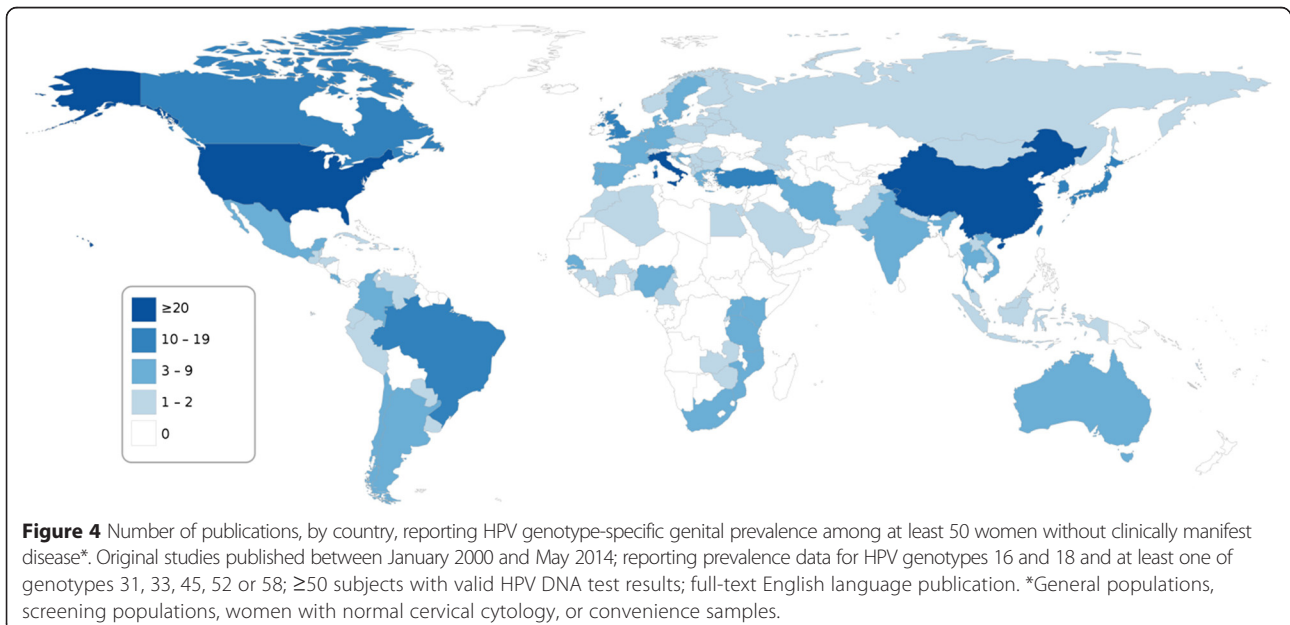 ≥20
10 – 19
3 – 9
1 – 2
0
Figure 4 Number of publications, by country, reporting HPV genotype-specific genital prevalence among at least 50 women without clinically manifest
disease*. Original studies published between January 2000 and May 2014; reporting prevalence data for HPV genotypes 16 and 18 and at least one of
genotypes 31, 33, 45, 52 or 58; ≥50 subjects with valid HPV DNA test results; full-text English language publication. *General populations,
screening populations, women with normal cervical cytology, or convenience samples.